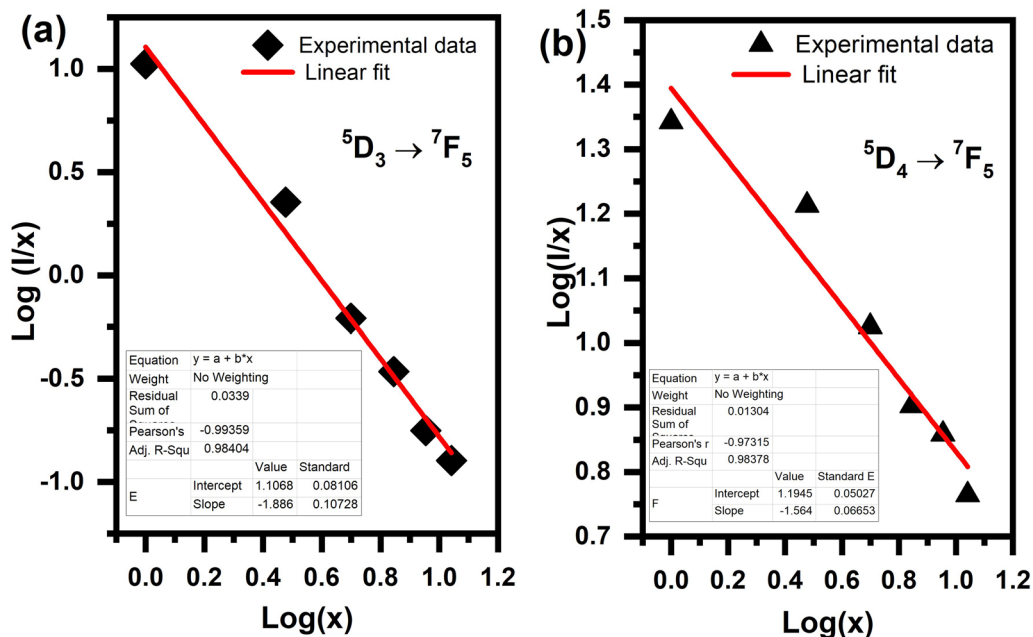 (a)
Experimental data
Linear fit
⁵D₃ → ⁷F₅
Log (I/x)
1.0
0.5
0.0
-0.5
-1.0
Equation y = a + b*x
Weight No Weighting
Residual 0.0339
Sum of
Pearson's -0.99359
Adj. R-Squ 0.98404
Value Standard
E
Intercept 1.1068 0.08106
Slope -1.886 0.10728
0.0 0.2 0.4 0.6 0.8 1.0 1.2
Log(x)
(b)
Experimental data
Linear fit
⁵D₄ → ⁷F₅
Log(I/x)
1.5
1.4
1.3
1.2
1.1
1.0
0.9
0.8
0.7
Equation y = a + b*x
Weight No Weighting
Residual 0.01304
Sum of
Pearson's r -0.97315
Adj. R-Squ 0.98378
Value Standard E
F
Intercept 1.1945 0.05027
Slope -1.564 0.06653
0.0 0.2 0.4 0.6 0.8 1.0 1.2
Log(x)